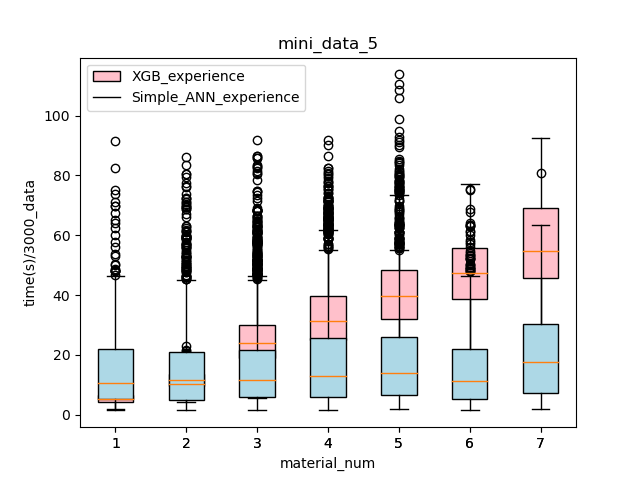 mini_data_5
XGB_experience
Simple_ANN_experience
time(s)/3000_data
100
80
60
40
20
0
1 2 3 4 5 6 7
material_num